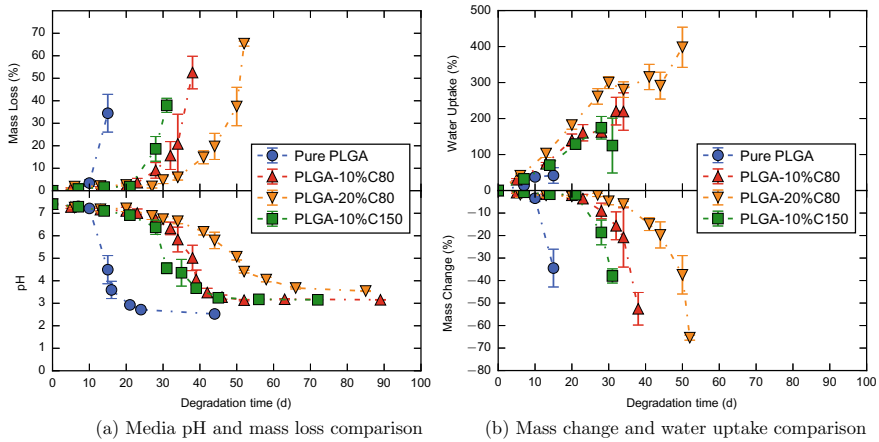 70
60
50
40
30
20
10
0
Mass Loss (%)
7
6
5
4
3
2
1
0
pH
0 10 20 30 40 50 60 70 80 90 100
Degradation time (d)
Pure PLGA
PLGA-10%C80
PLGA-20%C80
PLGA-10%C150
(a) Media pH and mass loss comparison
500
400
300
200
100
0
Water Uptake (%)
−10
−20
−30
−40
−50
−60
−70
−80
Mass Change (%)
0 10 20 30 40 50 60 70 80 90 100
Degradation time (d)
Pure PLGA
PLGA-10%C80
PLGA-20%C80
PLGA-10%C150
(b) Mass change and water uptake comparison